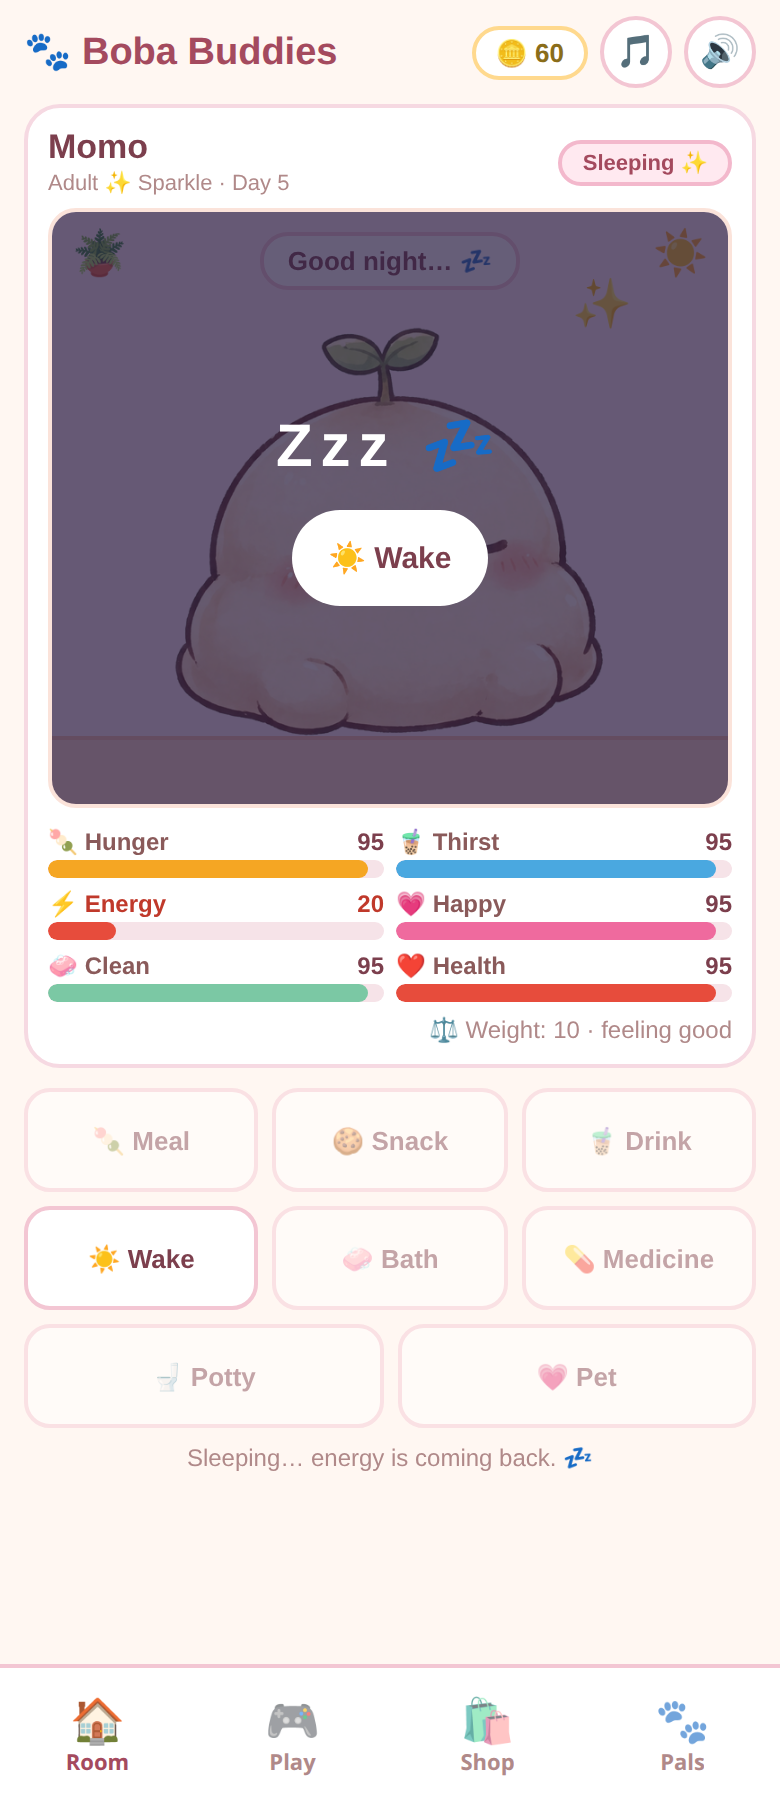 🐾 Boba Buddies
🪙 60
🎵 🔊
Momo
Adult ✨ Sparkle · Day 5
Sleeping ✨
Good night… 💤
Zzz 💤
☀️ Wake
🍡 Hunger 95
🧋 Thirst 95
⚡ Energy 20
💗 Happy 95
🧼 Clean 95
❤️ Health 95
⚖️ Weight: 10 · feeling good
🍡 Meal
🍪 Snack
🧋 Drink
☀️ Wake
🧼 Bath
💊 Medicine
🚽 Potty
💗 Pet
Sleeping… energy is coming back. 💤
Room
Play
Shop
Pals